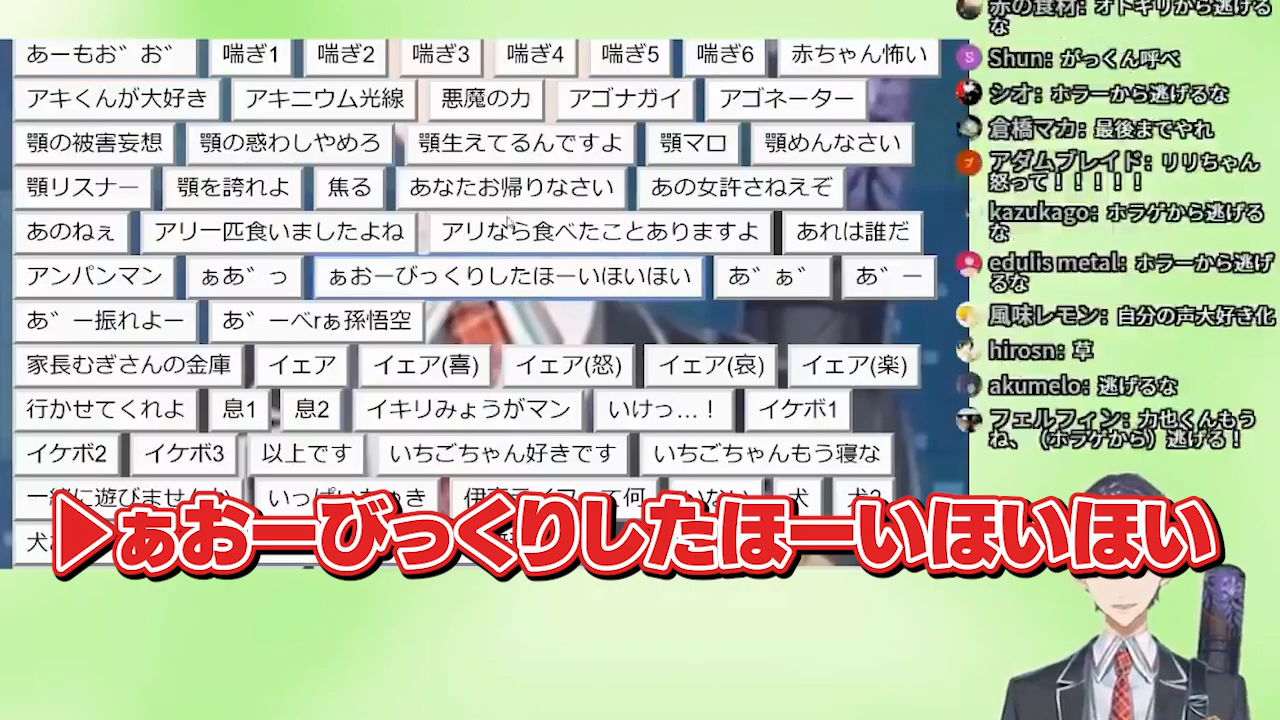 あーもお゛お゛ 喘ぎ1 喘ぎ2 喘ぎ3 喘ぎ4 喘ぎ5 喘ぎ6 赤ちゃん怖い
アキくんが大好き アキニウム光線 悪魔の力 アゴナガイ アゴネーター
顎の被害妄想 顎の惑わしやめろ 顎生えてるんですよ 顎マロ 顎めんなさい
顎リスナー 顎を誇れよ 焦る あなたお帰りなさい あの女許さねえぞ
あのねぇ アリ一匹食いましたよね アリなら食べたことありますよ あれは誰だ
アンパンマン ぁあ゛っ ぁおーびっくりしたほーいほいほい あ゛ぁ゛ あ゛ー
あ゛ー振れよー あ゛ーべrぁ孫悟空
家長むぎさんの金庫 イェア イェア(喜) イェア(怒) イェア(哀) イェア(楽)
行かせてくれよ 息1 息2 イキリみょうがマン いけっ…！ イケボ1
イケボ2 イケボ3 以上です いちごちゃん好きです いちごちゃんもう寝な
▶ぁおーびっくりしたほーいほいほい
赤の食材: オトギリから逃げるな
Shun: がっくん呼べ
シオ: ホラーから逃げるな
倉橋マカ: 最後までやれ
アダムブレイド: リリちゃん
怒って！！！！！
kazukago: ホラゲから逃げる
な
edulis metal: ホラーから逃げ
るな
風味レモン: 自分の声大好き化
hirosn: 草
akumelo: 逃げるな
フェルフィン: 力也くんもう
ね、（ホラゲから）逃げる！